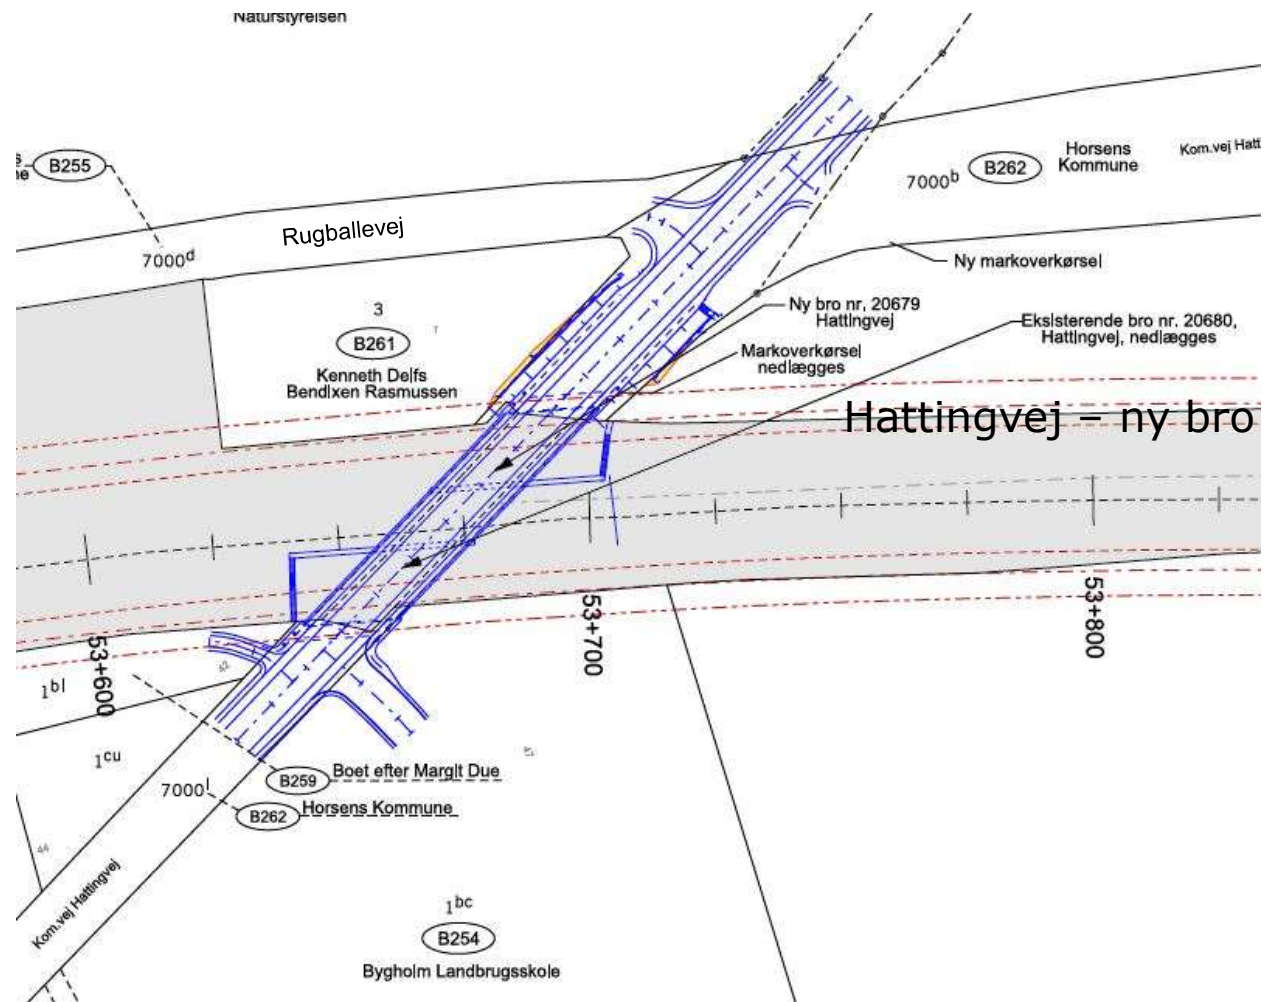 Naturstyrelsen
B255
7000d
Rugballevej
3
B261
Kenneth Delfs
Bendixen Rasmussen
7000b
B262
Horsens
Kommune
Kom.vej Hatt
Ny markoverkørsel
Ny bro nr. 20679
Hattingvej
Markoverkørsel
nedlægges
Eksisterende bro nr. 20680,
Hattingvej, nedlægges
Hattingvej – ny bro
53+600
53+700
53+800
42
1bl
1cu
47
7000l
B259
Boet efter Margit Due
B262
Horsens Kommune
44
Kom.vej Hattingvej
1bc
B254
Bygholm Landbrugsskole